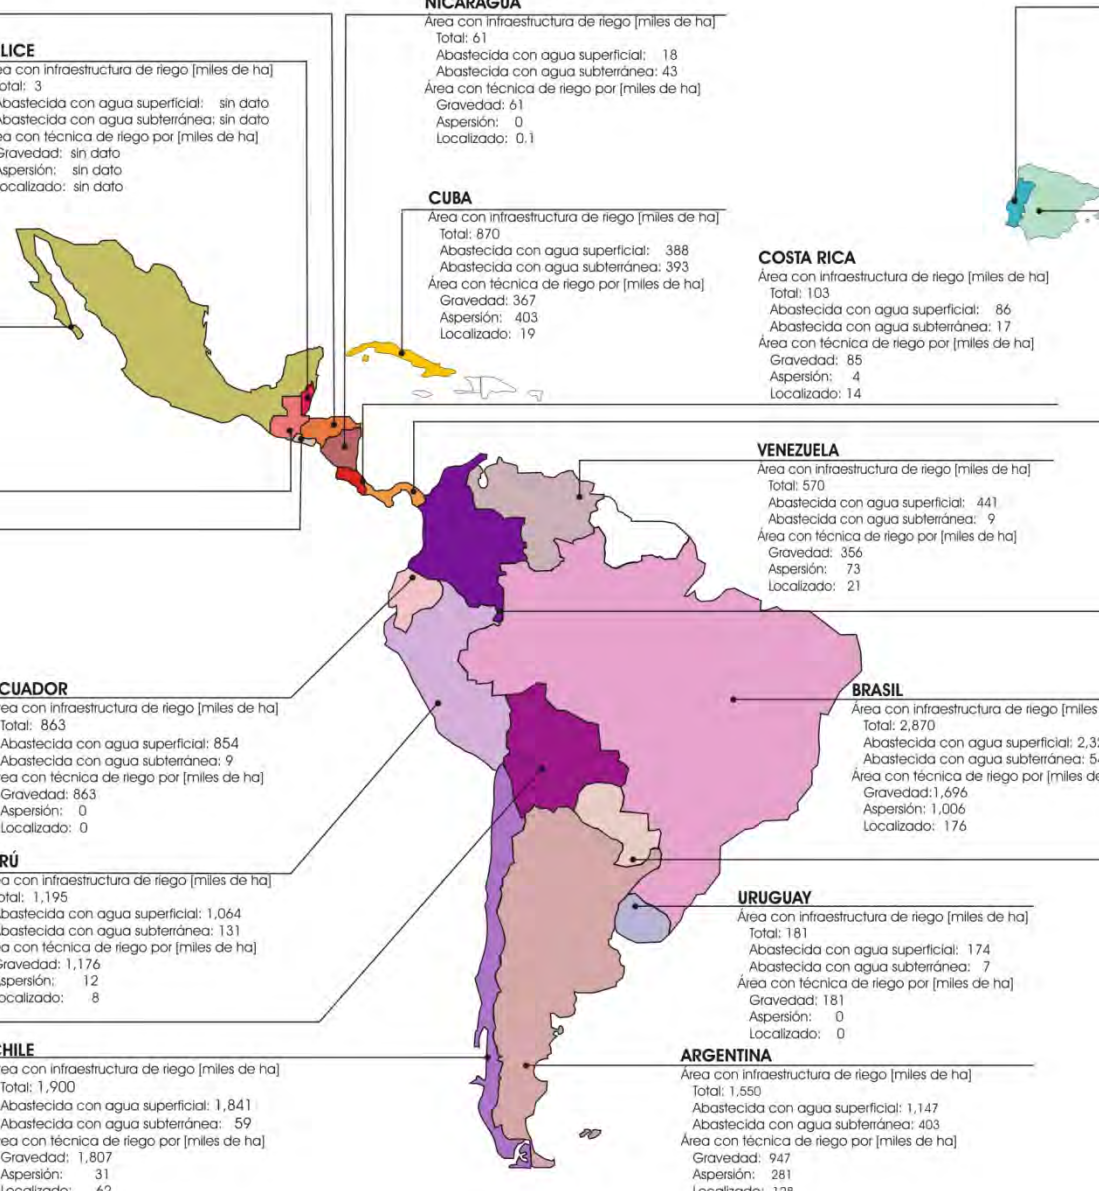 NICARAGUA
Área con infraestructura de riego [miles de ha]
Total: 61
Abastecida con agua superficial: 18
Abastecida con agua subterránea: 43
Área con técnica de riego por [miles de ha]
Gravedad: 61
Aspersión: 0
Localizado: 0.1
LICE
ea con infraestructura de riego [miles de ha]
otal: 3
Abastecida con agua superficial: sin dato
Abastecida con agua subterránea: sin dato
ea con técnica de riego por [miles de ha]
Gravedad: sin dato
Aspersión: sin dato
ocalizado: sin dato
CUBA
Área con infraestructura de riego [miles de ha]
Total: 870
Abastecida con agua superficial: 388
Abastecida con agua subterránea: 393
Área con técnica de riego por [miles de ha]
Gravedad: 367
Aspersión: 403
Localizado: 19
COSTA RICA
Área con infraestructura de riego [miles de ha]
Total: 103
Abastecida con agua superficial: 86
Abastecida con agua subterránea: 17
Área con técnica de riego por [miles de ha]
Gravedad: 85
Aspersión: 4
Localizado: 14
VENEZUELA
Área con infraestructura de riego [miles de ha]
Total: 570
Abastecida con agua superficial: 441
Abastecida con agua subterránea: 9
Área con técnica de riego por [miles de ha]
Gravedad: 356
Aspersión: 73
Localizado: 21
CUADOR
ea con infraestructura de riego [miles de ha]
Total: 863
Abastecida con agua superficial: 854
Abastecida con agua subterránea: 9
ea con técnica de riego por [miles de ha]
Gravedad: 863
Aspersión: 0
Localizado: 0
BRASIL
Área con infraestructura de riego [miles
Total: 2,870
Abastecida con agua superficial: 2,32
Abastecida con agua subterránea: 54
Área con técnica de riego por [miles de
Gravedad:1,696
Aspersión: 1,006
Localizado: 176
RÚ
a con infraestructura de riego [miles de ha]
otal: 1,195
bastecida con agua superficial: 1,064
bastecida con agua subterránea: 131
a con técnica de riego por [miles de ha]
Gravedad: 1,176
spersión: 12
ocalizado: 8
URUGUAY
Área con infraestructura de riego [miles de ha]
Total: 181
Abastecida con agua superficial: 174
Abastecida con agua subterránea: 7
Área con técnica de riego por [miles de ha]
Gravedad: 181
Aspersión: 0
Localizado: 0
CHILE
ea con infraestructura de riego [miles de ha]
Total: 1,900
Abastecida con agua superficial: 1,841
Abastecida con agua subterránea: 59
ea con técnica de riego por [miles de ha]
Gravedad: 1,807
Aspersión: 31
Localizado: 62
ARGENTINA
Área con infraestructura de riego [miles de ha]
Total: 1,550
Abastecida con agua superficial: 1,147
Abastecida con agua subterránea: 403
Área con técnica de riego por [miles de ha]
Gravedad: 947
Aspersión: 281
Localizado: 128